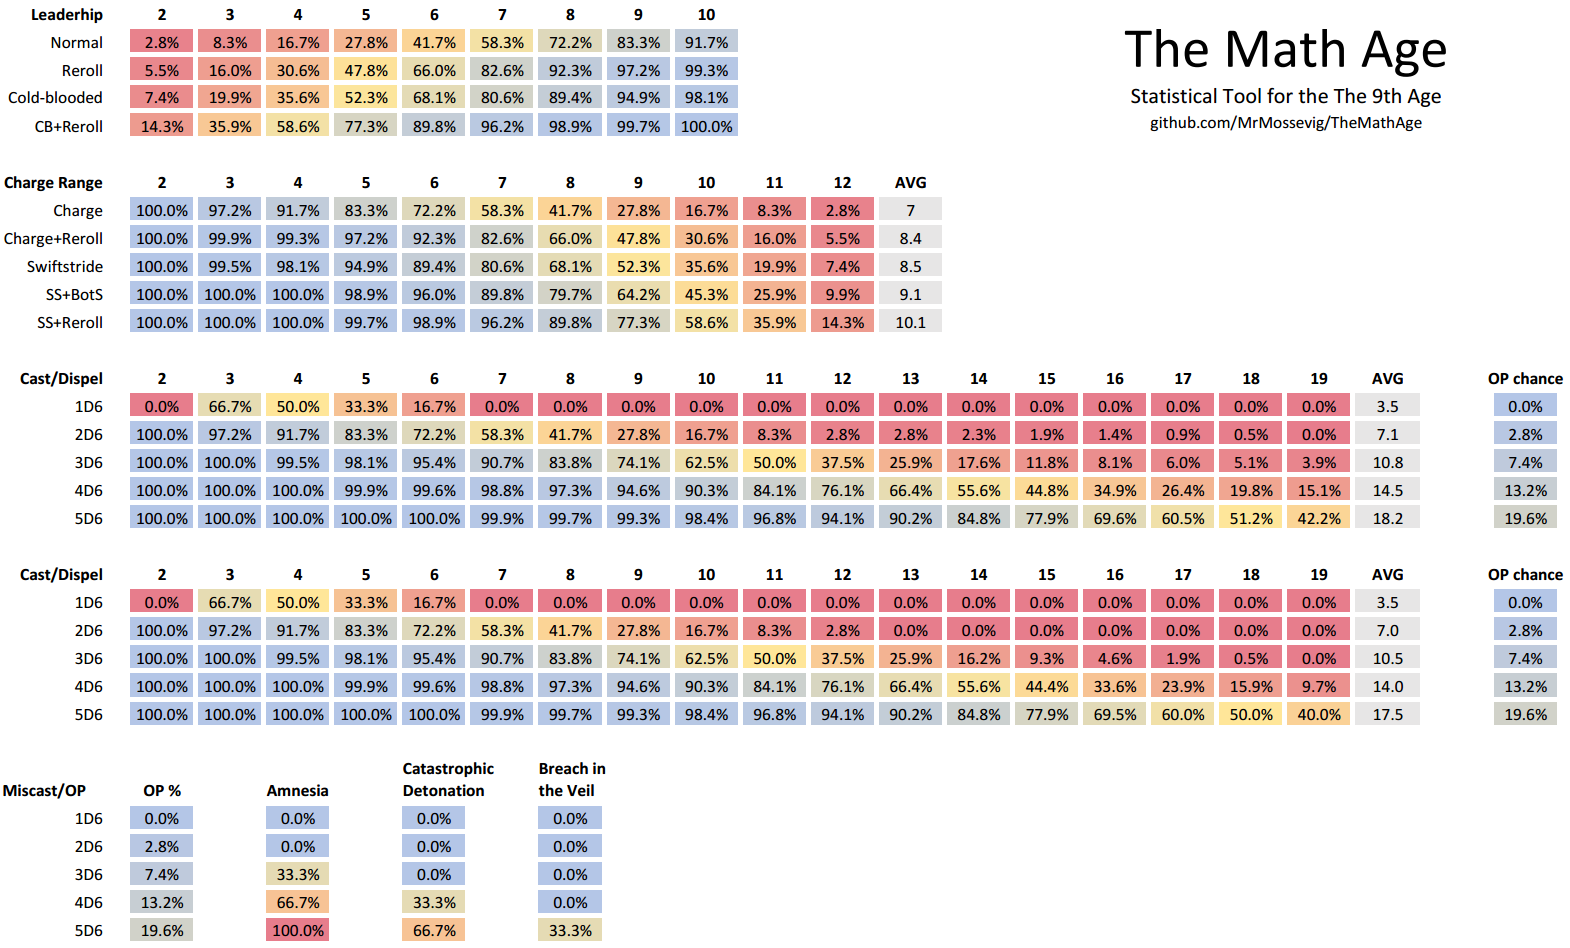 Leaderhip 2 3 4 5 6 7 8 9 10
Normal 2.8% 8.3% 16.7% 27.8% 41.7% 58.3% 72.2% 83.3% 91.7%
Reroll 5.5% 16.0% 30.6% 47.8% 66.0% 82.6% 92.3% 97.2% 99.3%
Cold-blooded 7.4% 19.9% 35.6% 52.3% 68.1% 80.6% 89.4% 94.9% 98.1%
CB+Reroll 14.3% 35.9% 58.6% 77.3% 89.8% 96.2% 98.9% 99.7% 100.0%
The Math Age
Statistical Tool for the The 9th Age
github.com/MrMossevig/TheMathAge
Charge Range 2 3 4 5 6 7 8 9 10 11 12 AVG
Charge 100.0% 97.2% 91.7% 83.3% 72.2% 58.3% 41.7% 27.8% 16.7% 8.3% 2.8% 7
Charge+Reroll 100.0% 99.9% 99.3% 97.2% 92.3% 82.6% 66.0% 47.8% 30.6% 16.0% 5.5% 8.4
Swiftstride 100.0% 99.5% 98.1% 94.9% 89.4% 80.6% 68.1% 52.3% 35.6% 19.9% 7.4% 8.5
SS+BotS 100.0% 100.0% 100.0% 98.9% 96.0% 89.8% 79.7% 64.2% 45.3% 25.9% 9.9% 9.1
SS+Reroll 100.0% 100.0% 100.0% 99.7% 98.9% 96.2% 89.8% 77.3% 58.6% 35.9% 14.3% 10.1
Cast/Dispel 2 3 4 5 6 7 8 9 10 11 12 13 14 15 16 17 18 19 AVG OP chance
1D6 0.0% 66.7% 50.0% 33.3% 16.7% 0.0% 0.0% 0.0% 0.0% 0.0% 0.0% 0.0% 0.0% 0.0% 0.0% 0.0% 0.0% 0.0% 3.5 0.0%
2D6 100.0% 97.2% 91.7% 83.3% 72.2% 58.3% 41.7% 27.8% 16.7% 8.3% 2.8% 2.8% 2.3% 1.9% 1.4% 0.9% 0.5% 0.0% 7.1 2.8%
3D6 100.0% 100.0% 99.5% 98.1% 95.4% 90.7% 83.8% 74.1% 62.5% 50.0% 37.5% 25.9% 17.6% 11.8% 8.1% 6.0% 5.1% 3.9% 10.8 7.4%
4D6 100.0% 100.0% 100.0% 99.9% 99.6% 98.8% 97.3% 94.6% 90.3% 84.1% 76.1% 66.4% 55.6% 44.8% 34.9% 26.4% 19.8% 15.1% 14.5 13.2%
5D6 100.0% 100.0% 100.0% 100.0% 100.0% 99.9% 99.7% 99.3% 98.4% 96.8% 94.1% 90.2% 84.8% 77.9% 69.6% 60.5% 51.2% 42.2% 18.2 19.6%
Cast/Dispel 2 3 4 5 6 7 8 9 10 11 12 13 14 15 16 17 18 19 AVG OP chance
1D6 0.0% 66.7% 50.0% 33.3% 16.7% 0.0% 0.0% 0.0% 0.0% 0.0% 0.0% 0.0% 0.0% 0.0% 0.0% 0.0% 0.0% 0.0% 3.5 0.0%
2D6 100.0% 97.2% 91.7% 83.3% 72.2% 58.3% 41.7% 27.8% 16.7% 8.3% 2.8% 0.0% 0.0% 0.0% 0.0% 0.0% 0.0% 0.0% 7.0 2.8%
3D6 100.0% 100.0% 99.5% 98.1% 95.4% 90.7% 83.8% 74.1% 62.5% 50.0% 37.5% 25.9% 16.2% 9.3% 4.6% 1.9% 0.5% 0.0% 10.5 7.4%
4D6 100.0% 100.0% 100.0% 99.9% 99.6% 98.8% 97.3% 94.6% 90.3% 84.1% 76.1% 66.4% 55.6% 44.4% 33.6% 23.9% 15.9% 9.7% 14.0 13.2%
5D6 100.0% 100.0% 100.0% 100.0% 100.0% 99.9% 99.7% 99.3% 98.4% 96.8% 94.1% 90.2% 84.8% 77.9% 69.5% 60.0% 50.0% 40.0% 17.5 19.6%
Catastrophic Breach in
Miscast/OP OP % Amnesia Detonation the Veil
1D6 0.0% 0.0% 0.0% 0.0%
2D6 2.8% 0.0% 0.0% 0.0%
3D6 7.4% 33.3% 0.0% 0.0%
4D6 13.2% 66.7% 33.3% 0.0%
5D6 19.6% 100.0% 66.7% 33.3%